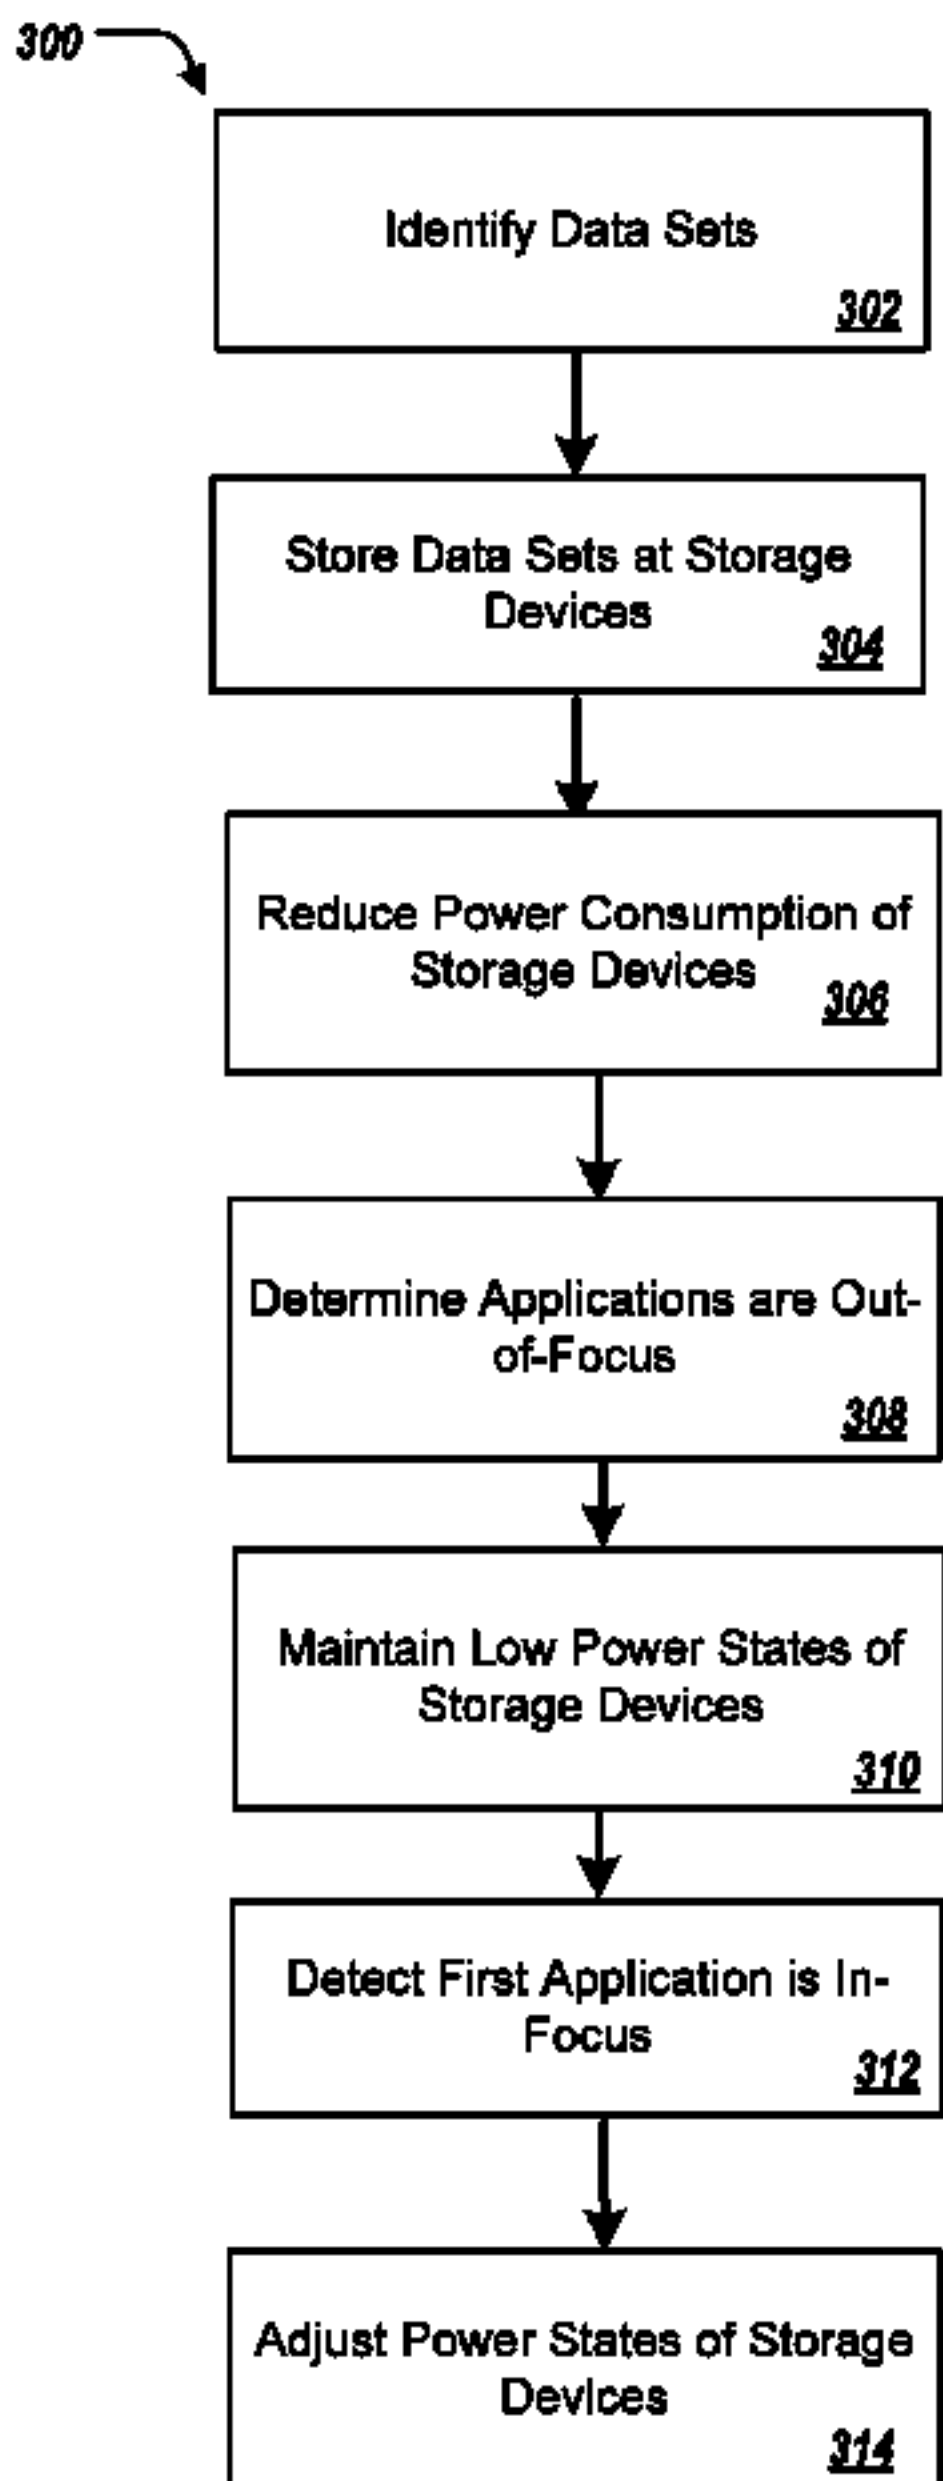 300
Identify Data Sets
302
Store Data Sets at Storage
Devices
304
Reduce Power Consumption of
Storage Devices
306
Determine Applications are Out-
of-Focus
308
Maintain Low Power States of
Storage Devices
310
Detect First Application is In-
Focus
312
Adjust Power States of Storage
Devices
314